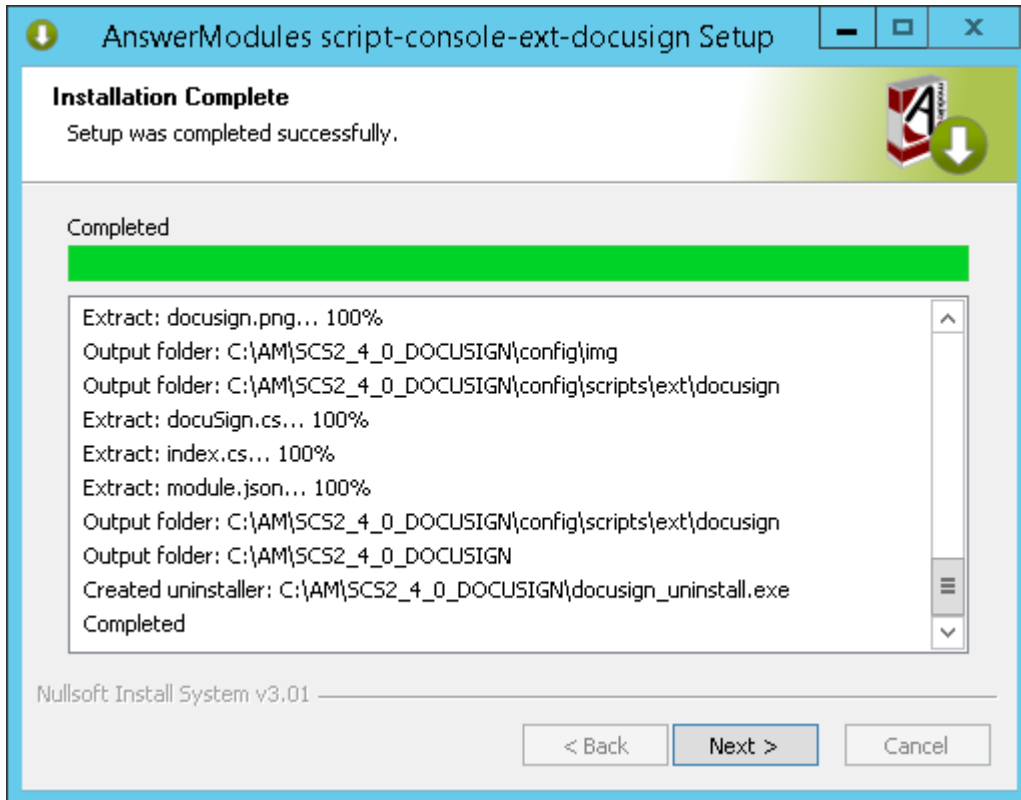 AnswerModules script-console-ext-docusign Setup
Installation Complete
Setup was completed successfully.
Completed
Extract: docusign.png... 100%
Output folder: C:\AM\SCS2_4_0_DOCUSIGN\config\img
Output folder: C:\AM\SCS2_4_0_DOCUSIGN\config\scripts\ext\docusign
Extract: docuSign.cs... 100%
Extract: index.cs... 100%
Extract: module.json... 100%
Output folder: C:\AM\SCS2_4_0_DOCUSIGN\config\scripts\ext\docusign
Output folder: C:\AM\SCS2_4_0_DOCUSIGN
Created uninstaller: C:\AM\SCS2_4_0_DOCUSIGN\docusign_uninstall.exe
Completed
Nullsoft Install System v3.01
< Back
Next >
Cancel